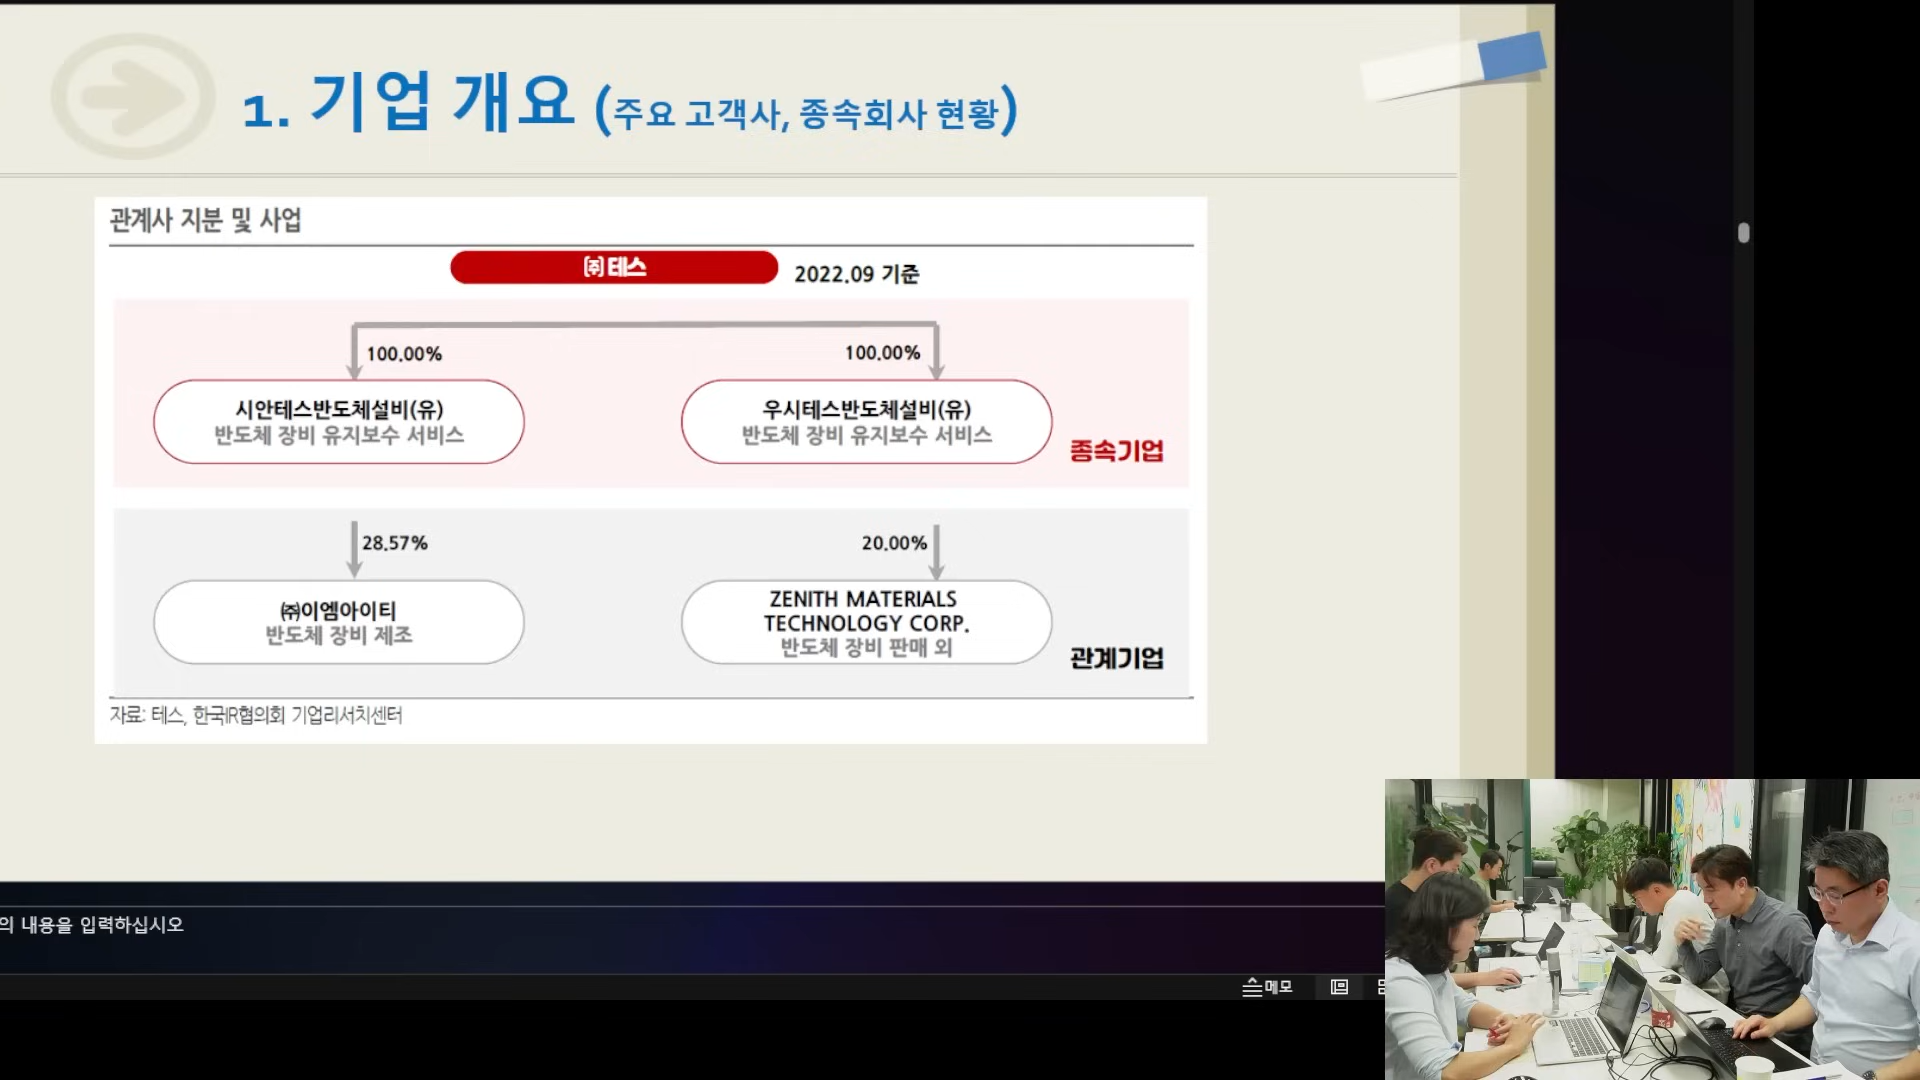 1. 기업 개요 (주요 고객사, 종속회사 현황)
관계사 지분 및 사업
㈜테스
2022.09 기준
100.00%
100.00%
시안테스반도체설비(유)
반도체 장비 유지보수 서비스
우시테스반도체설비(유)
반도체 장비 유지보수 서비스
종속기업
28.57%
20.00%
㈜이엠아이티
반도체 장비 제조
ZENITH MATERIALS
TECHNOLOGY CORP.
반도체 장비 판매 외
관계기업
자료: 테스, 한국IR협의회 기업리서치센터
의 내용을 입력하십시오
메모